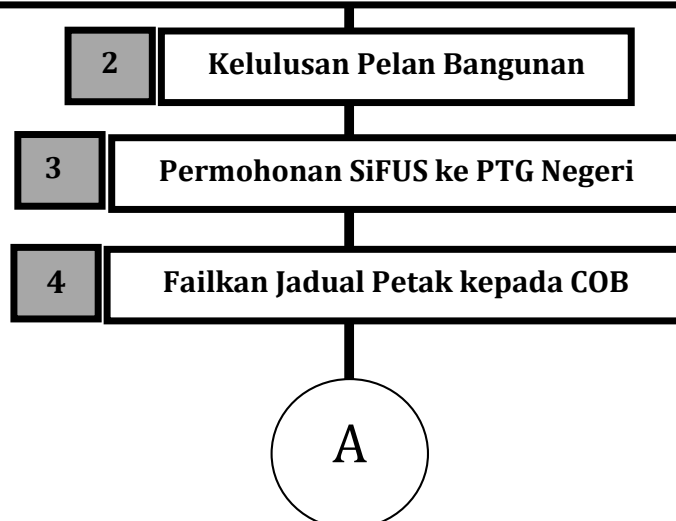 2 Kelulusan Pelan Bangunan
3 Permohonan SiFUS ke PTG Negeri
4 Failkan Jadual Petak kepada COB
A